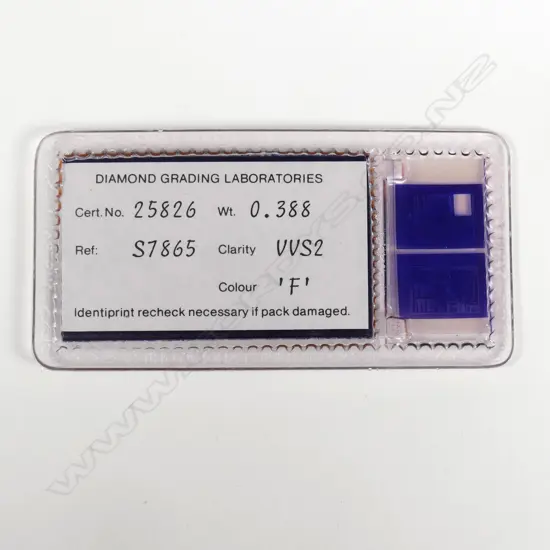 DIAMOND GRADING LABORATORIES
Cert. No. 25826 Wt. 0.388
Ref: S7865 Clarity VVS2
Colour 'F'
Identiprint recheck necessary if pack damaged.